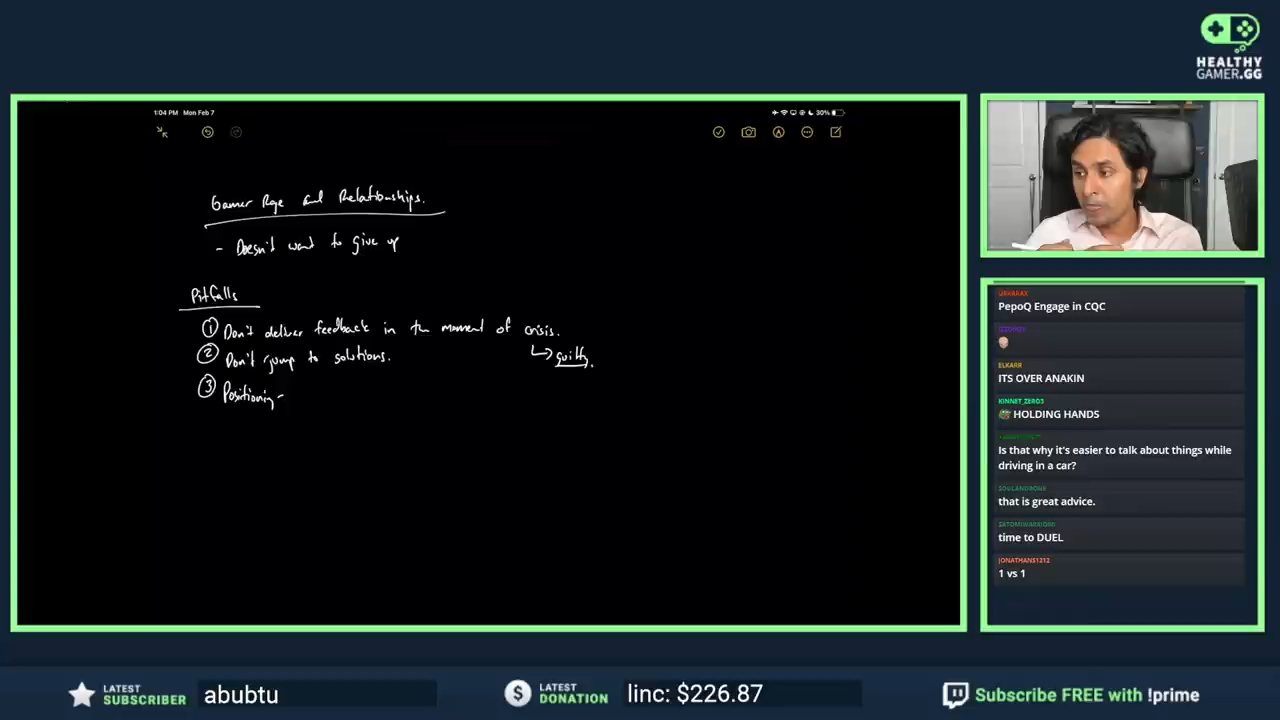 HEALTHY
GAMER.GG
1:04 PM Mon Feb 7
30%
Gamer Rage and Relationships.
- Doesn't want to give up
Pitfalls
① Don't deliver feedback in the moment of crisis.
↳ guilty.
② Don't jump to solutions.
③ Positioning -
PepoQ Engage in CQC
ELKARR
ITS OVER ANAKIN
KINNET_ZERO3
HOLDING HANDS
Is that why it's easier to talk about things while
driving in a car?
that is great advice.
time to DUEL
JONATHANS1212
1 vs 1
LATEST
SUBSCRIBER
abubtu
LATEST
DONATION
linc: $226.87
Subscribe FREE with !prime